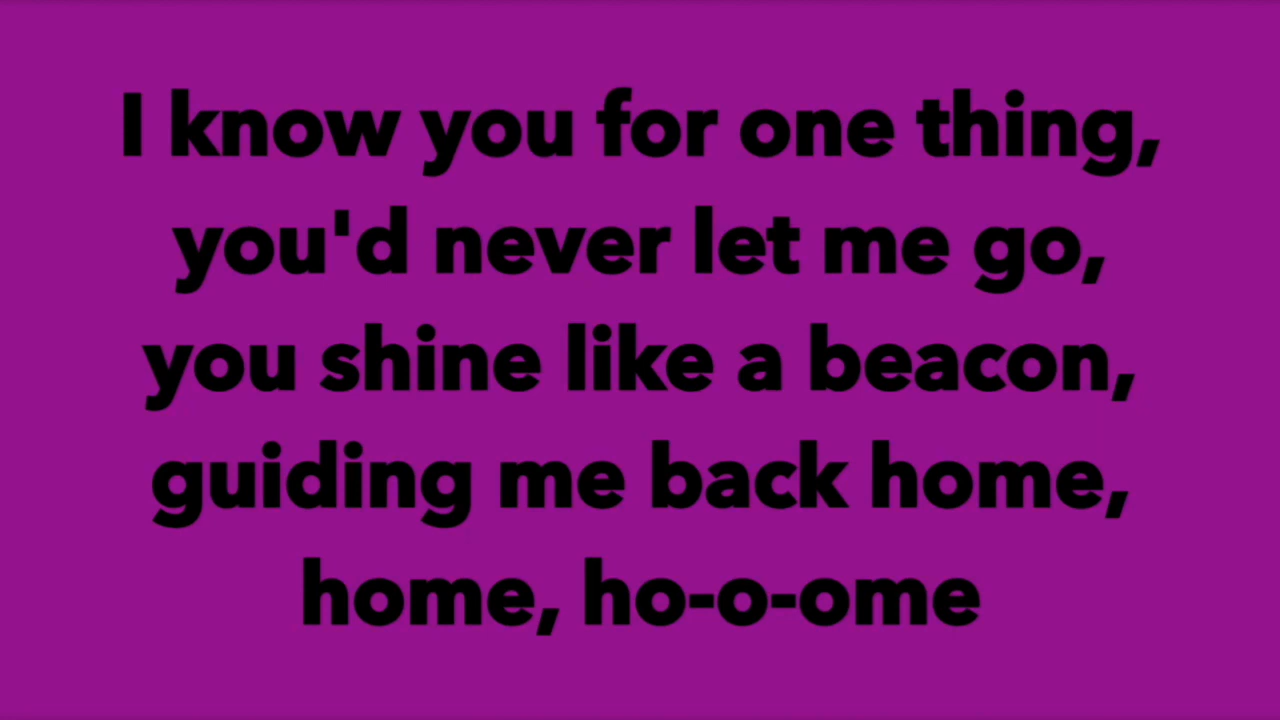 I know you for one thing,
you'd never let me go,
you shine like a beacon,
guiding me back home,
home, ho-o-ome